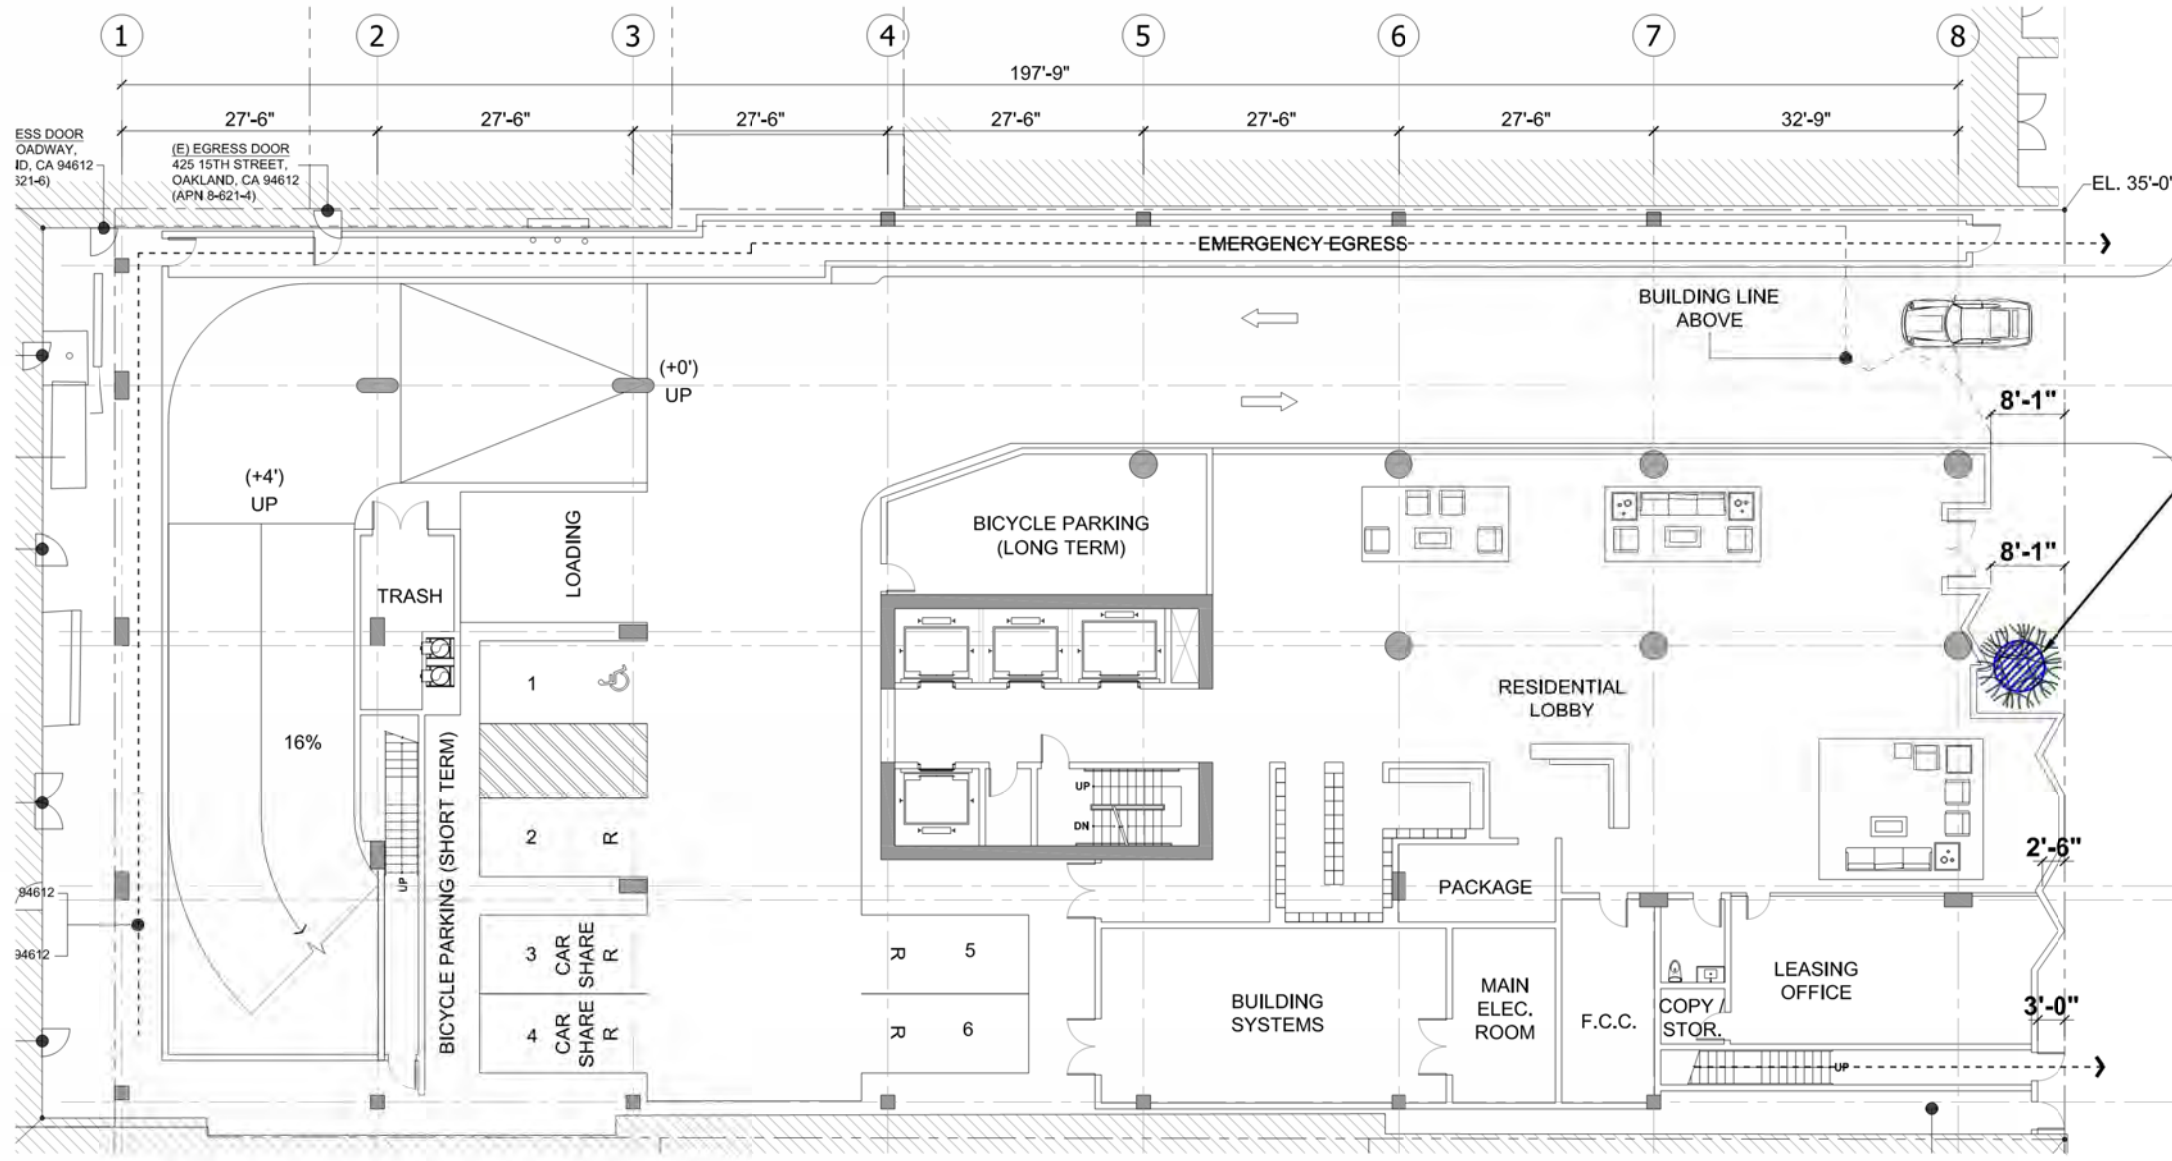 1 2 3 4 5 6 7 8
197'-9"
27'-6" 27'-6" 27'-6" 27'-6" 27'-6" 27'-6" 32'-9"
ESS DOOR
OADWAY,
ID, CA 94612
621-6)
(E) EGRESS DOOR
425 15TH STREET,
OAKLAND, CA 94612
(APN 8-621-4)
EL. 35'-0"
EMERGENCY EGRESS
BUILDING LINE
ABOVE
(+0')
UP
8'-1"
(+4')
UP
LOADING
BICYCLE PARKING
(LONG TERM)
8'-1"
TRASH
1
RESIDENTIAL
LOBBY
16%
BICYCLE PARKING (SHORT TERM)
UP
UP
DN
2 R
2'-6"
PACKAGE
94612
94612
3 CAR SHARE R
4 CAR SHARE R
R 5
R 6
BUILDING
SYSTEMS
MAIN
ELEC.
ROOM
F.C.C.
COPY /
STOR.
LEASING
OFFICE
3'-0"
UP